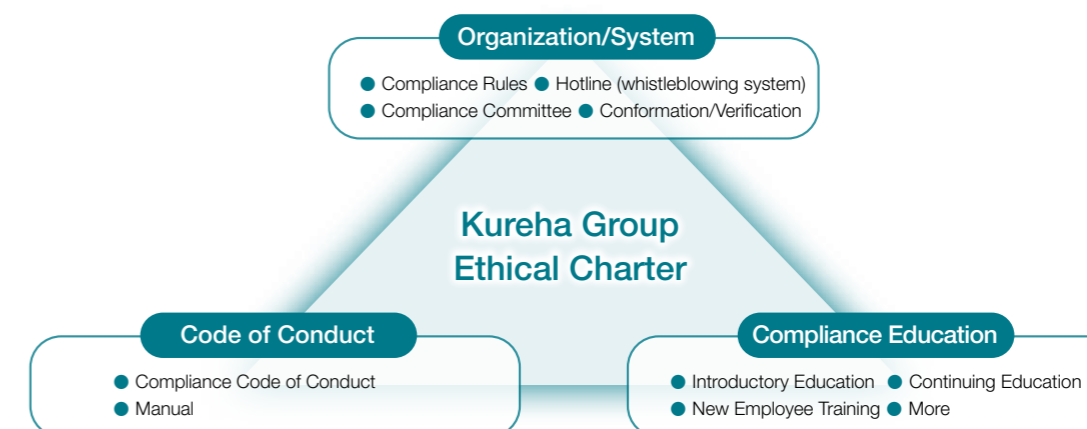 Organization/System
● Compliance Rules ● Hotline (whistleblowing system)
● Compliance Committee ● Conformation/Verification
Kureha Group
Ethical Charter
Code of Conduct
● Compliance Code of Conduct
● Manual
Compliance Education
● Introductory Education ● Continuing Education
● New Employee Training ● More